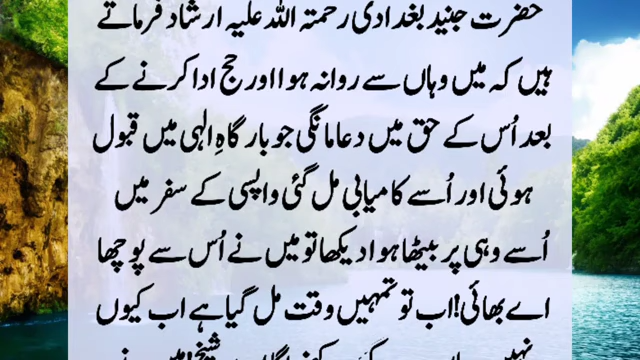 حضرت جنید بغدادی رحمتہ اللہ علیہ ارشاد فرماتے
ہیں کہ میں وہاں سے روانہ ہوا اور حج ادا کرنے کے
بعد اُس کے حق میں دعا مانگی جو بارگاہِ الٰہی میں قبول
ہوئی اور اُسے کامیابی مل گئی واپسی کے سفر میں
اُسے وہی پر بیٹھا ہوا دیکھا تو میں نے اُس سے پوچھا
اے بھائی! اب تو تمہیں وقت مل گیا ہے اب کیوں
نہیں